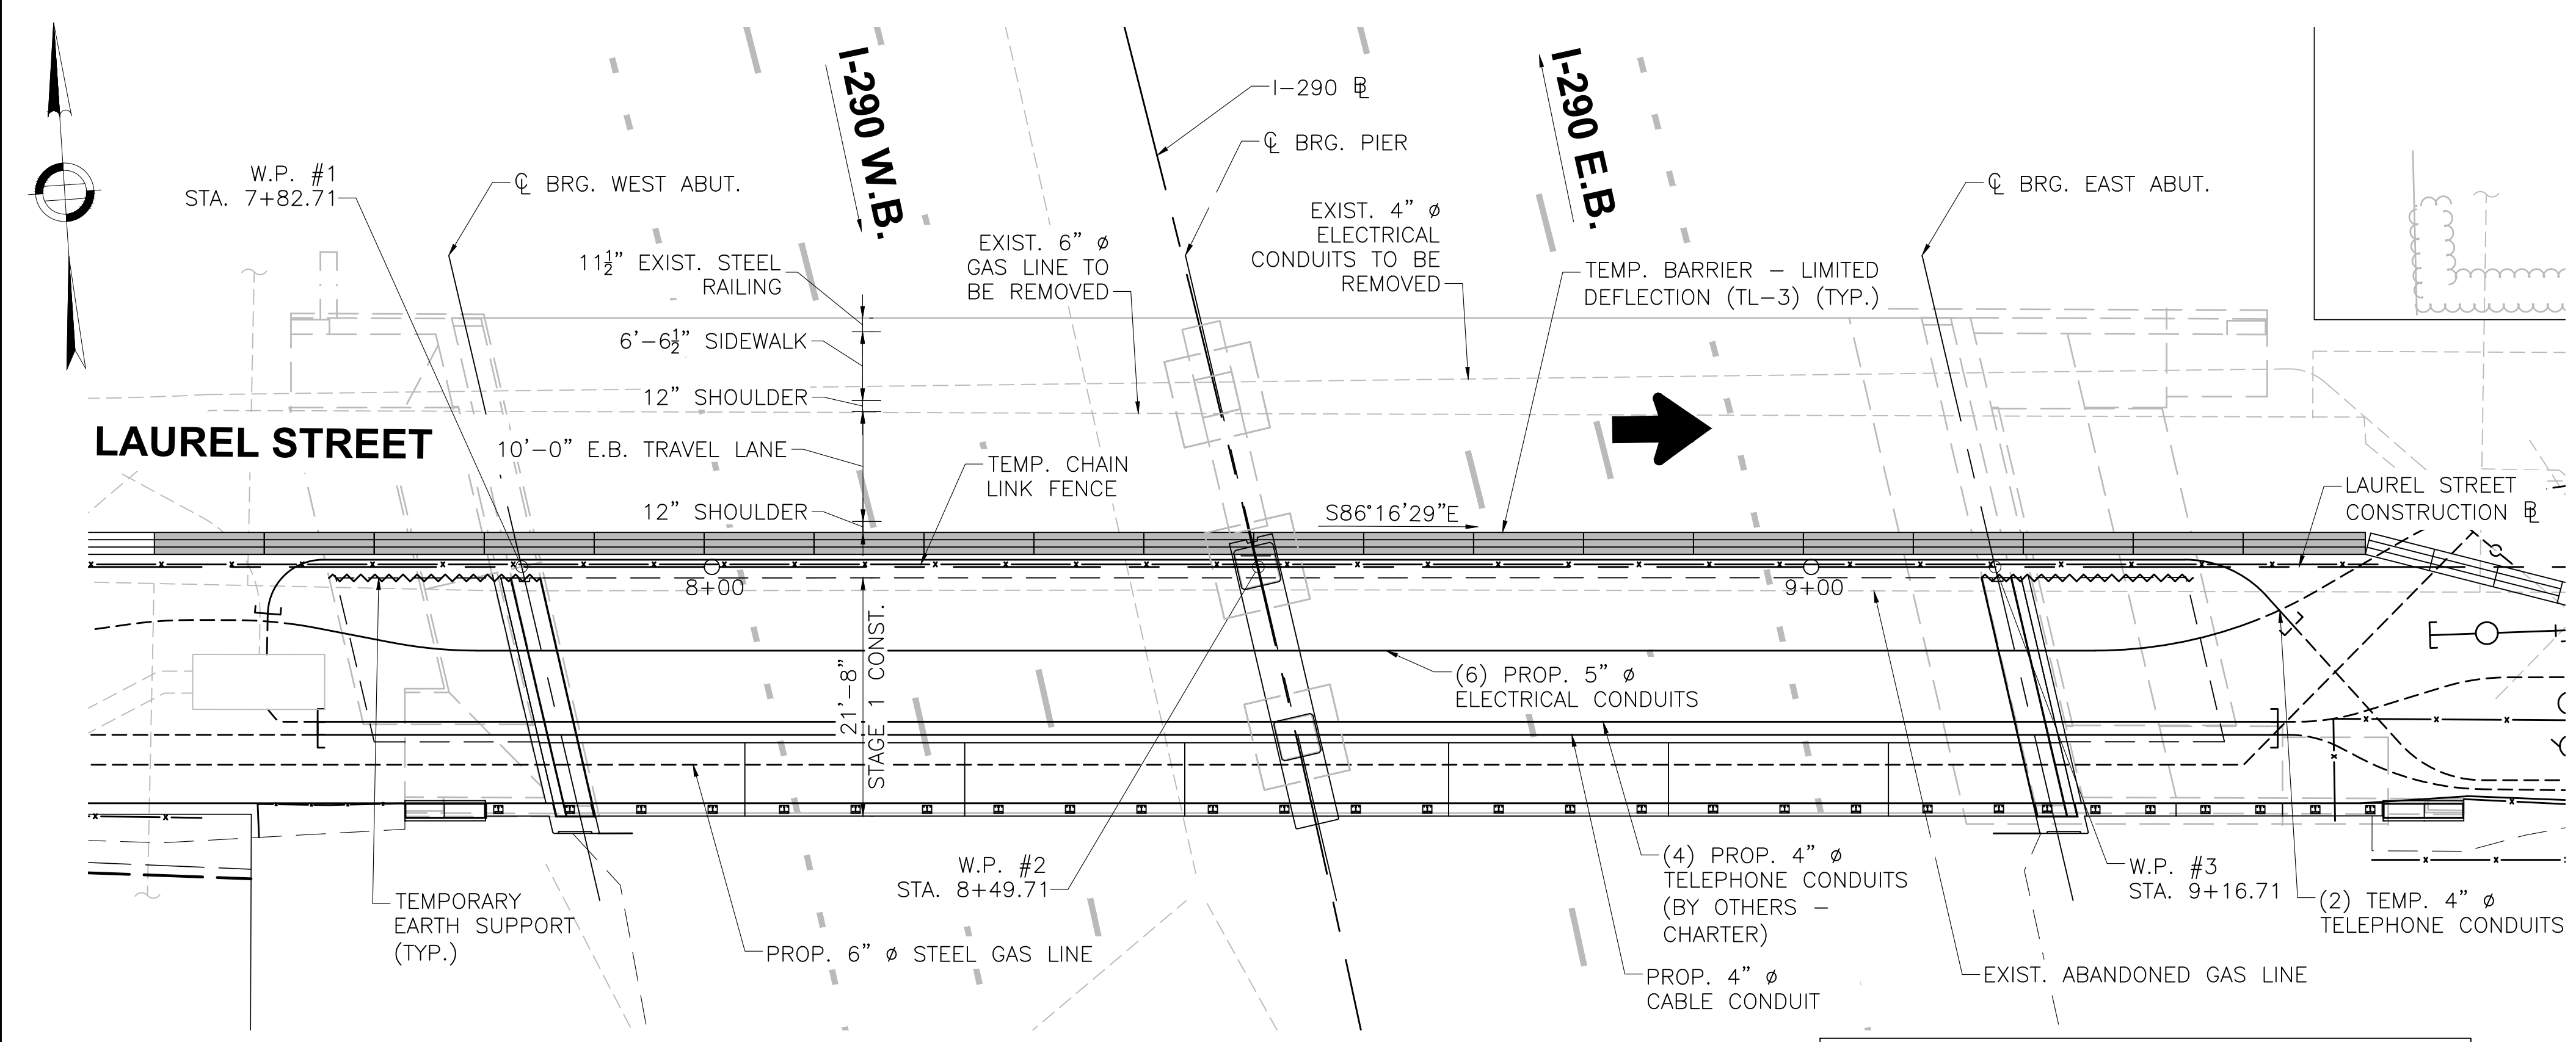 I-290 W.B.
I-290 E.B.
I-290 ⅊
℄ BRG. PIER
W.P. #1
STA. 7+82.71
℄ BRG. WEST ABUT.
℄ BRG. EAST ABUT.
11½" EXIST. STEEL
RAILING
EXIST. 6" ø
GAS LINE TO
BE REMOVED
EXIST. 4" ø
ELECTRICAL
CONDUITS TO BE
REMOVED
TEMP. BARRIER – LIMITED
DEFLECTION (TL–3) (TYP.)
6'–6½" SIDEWALK
12" SHOULDER
LAUREL STREET
10'–0" E.B. TRAVEL LANE
TEMP. CHAIN
LINK FENCE
12" SHOULDER
S86°16'29"E
LAUREL STREET
CONSTRUCTION ⅊
8+00
9+00
21'–8"
STAGE 1 CONST.
(6) PROP. 5" ø
ELECTRICAL CONDUITS
W.P. #2
STA. 8+49.71
(4) PROP. 4" ø
TELEPHONE CONDUITS
(BY OTHERS –
CHARTER)
W.P. #3
STA. 9+16.71
(2) TEMP. 4" ø
TELEPHONE CONDUITS
TEMPORARY
EARTH SUPPORT
(TYP.)
PROP. 6" ø STEEL GAS LINE
PROP. 4" ø
CABLE CONDUIT
EXIST. ABANDONED GAS LINE